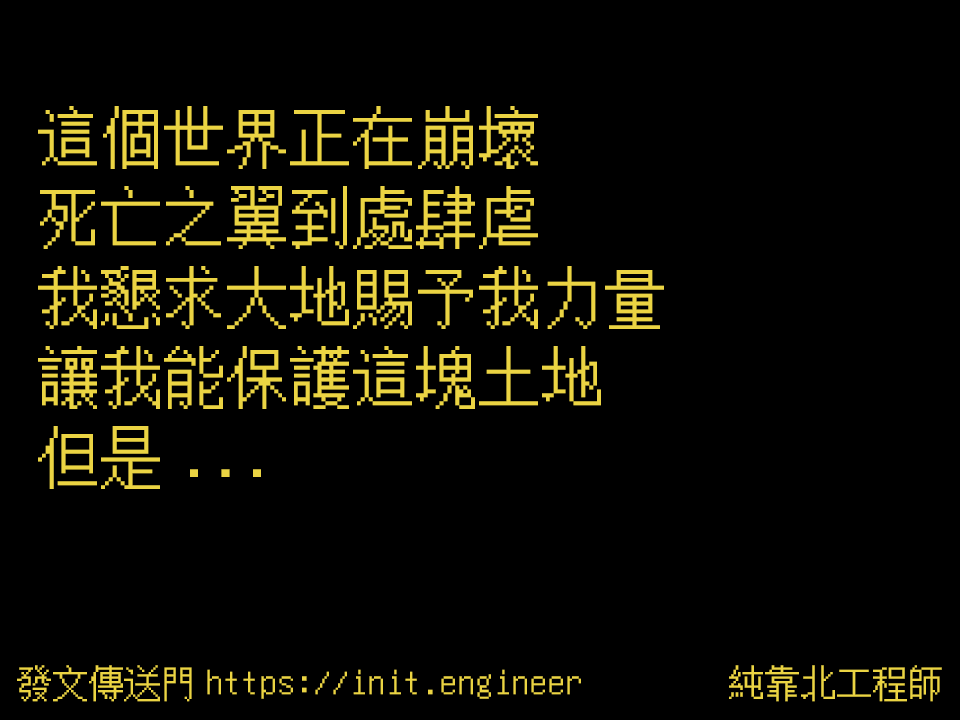 這個世界正在崩壞
死亡之翼到處肆虐
我懇求大地賜予我力量
讓我能保護這塊土地
但是 ...
發文傳送門 https://init.engineer
純靠北工程師